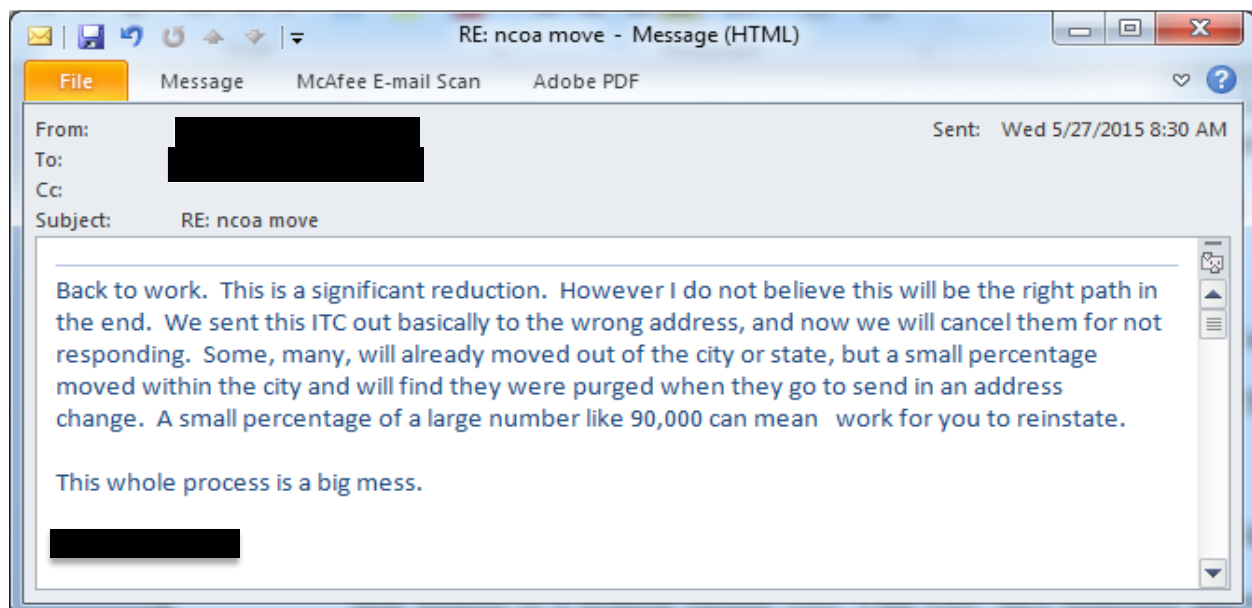 RE: ncoa move - Message (HTML)
File Message McAfee E-mail Scan Adobe PDF
From: Sent: Wed 5/27/2015 8:30 AM
To:
Cc:
Subject: RE: ncoa move
Back to work. This is a significant reduction. However I do not believe this will be the right path in
the end. We sent this ITC out basically to the wrong address, and now we will cancel them for not
responding. Some, many, will already moved out of the city or state, but a small percentage
moved within the city and will find they were purged when they go to send in an address
change. A small percentage of a large number like 90,000 can mean work for you to reinstate.
This whole process is a big mess.